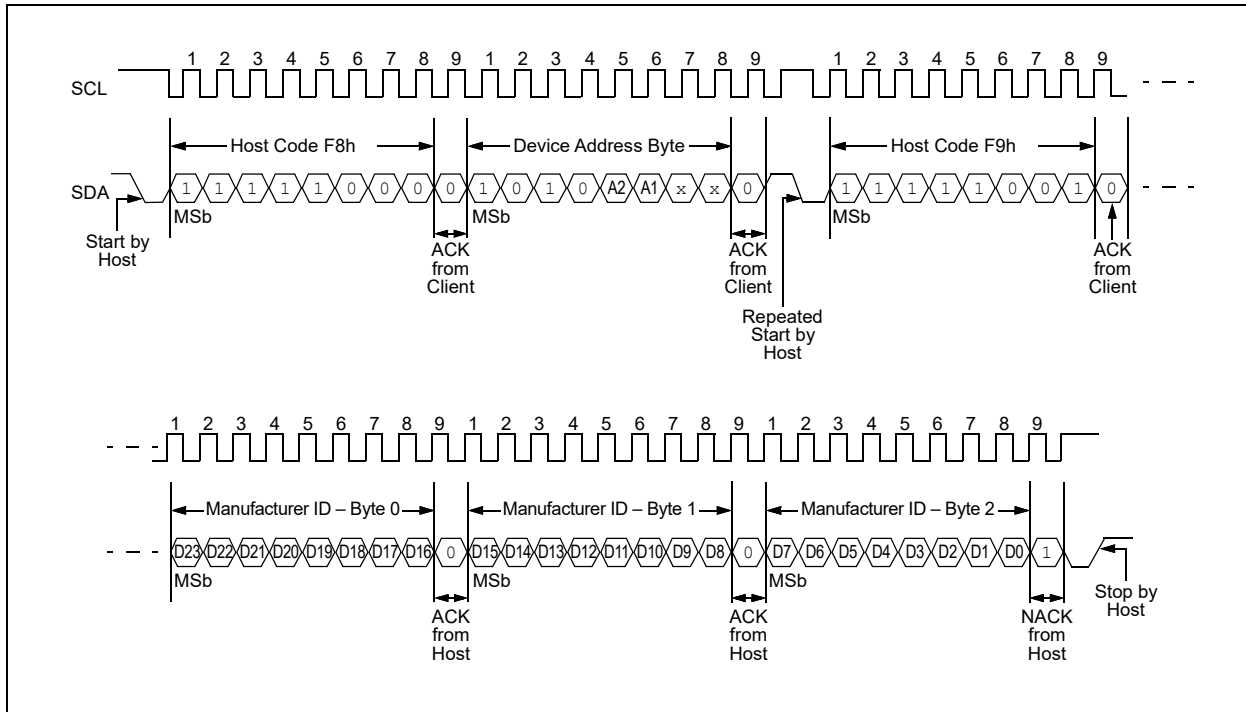 1 2 3 4 5 6 7 8 9 1 2 3 4 5 6 7 8 9 1 2 3 4 5 6 7 8 9
SCL
Host Code F8h Device Address Byte Host Code F9h
SDA 1 1 1 1 1 0 0 0 0 1 0 1 0 A2 A1 x x 0 1 1 1 1 1 0 0 1 0
MSb MSb MSb
Start by
Host
ACK
from
Client
ACK
from
Client
ACK
from
Client
Repeated
Start by
Host
1 2 3 4 5 6 7 8 9 1 2 3 4 5 6 7 8 9 1 2 3 4 5 6 7 8 9
Manufacturer ID – Byte 0 Manufacturer ID – Byte 1 Manufacturer ID – Byte 2
D23 D22 D21 D20 D19 D18 D17 D16 0 D15 D14 D13 D12 D11 D10 D9 D8 0 D7 D6 D5 D4 D3 D2 D1 D0 1
MSb MSb MSb
Stop by
Host
ACK
from
Host
ACK
from
Host
NACK
from
Host